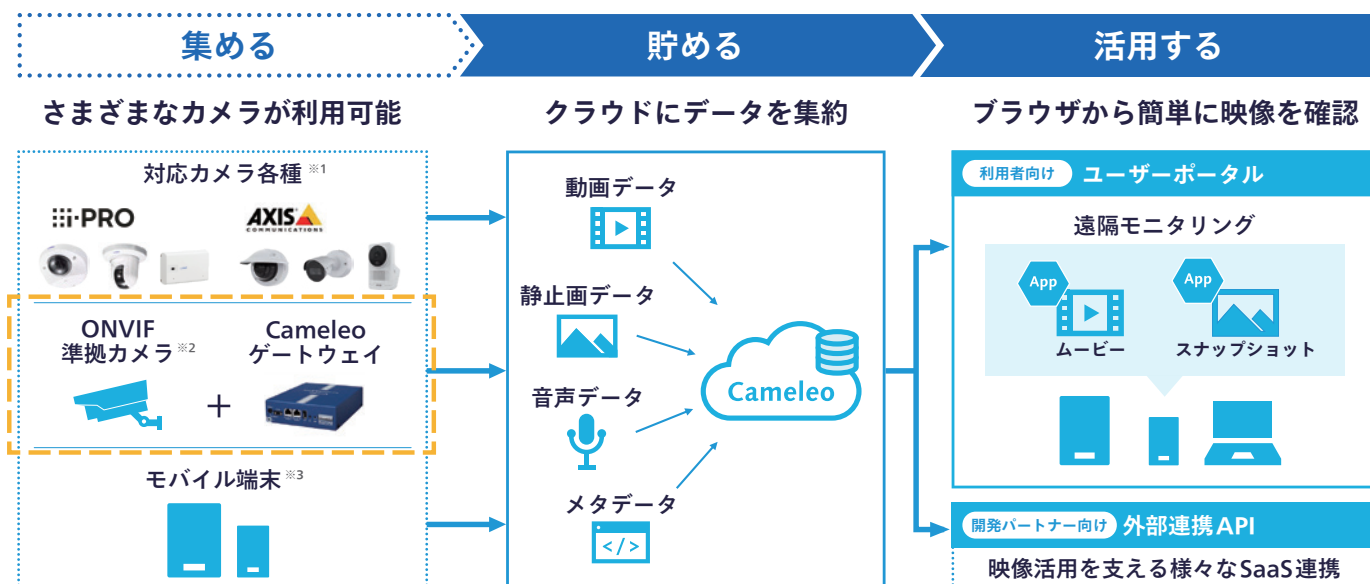 集める
貯める
活用する
さまざまなカメラが利用可能
クラウドにデータを集約
ブラウザから簡単に映像を確認
対応カメラ各種 ※1
i-PRO
AXIS
COMMUNICATIONS
ONVIF
準拠カメラ ※2
+
Cameleo
ゲートウェイ
モバイル端末 ※3
動画データ
静止画データ
音声データ
メタデータ
</>
Cameleo
利用者向け ユーザーポータル
遠隔モニタリング
App
ムービー
App
スナップショット
開発パートナー向け 外部連携API
映像活用を支える様々なSaaS連携